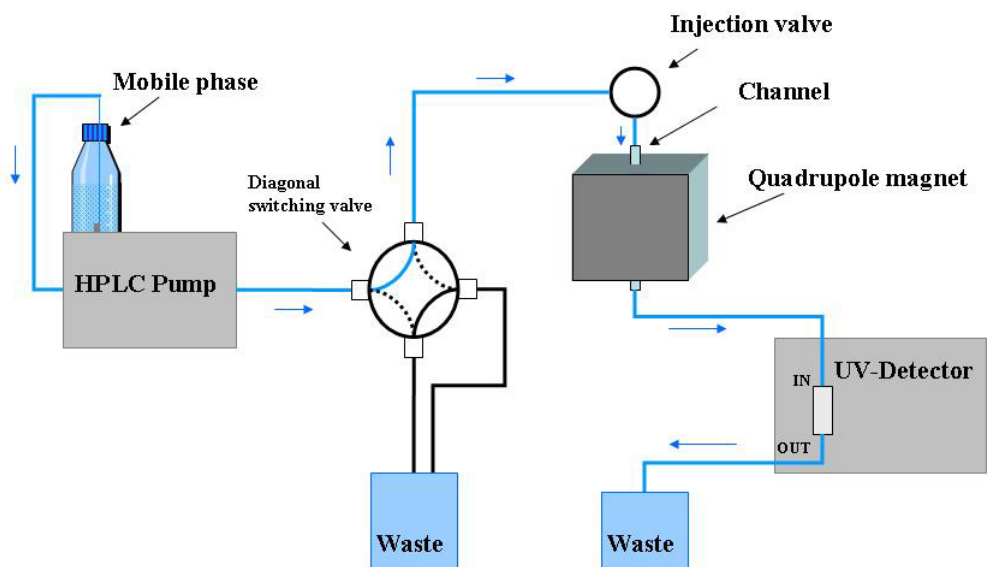 Injection valve
Mobile phase
Channel
Diagonal
switching valve
Quadrupole magnet
HPLC Pump
UV-Detector
IN
OUT
Waste
Waste